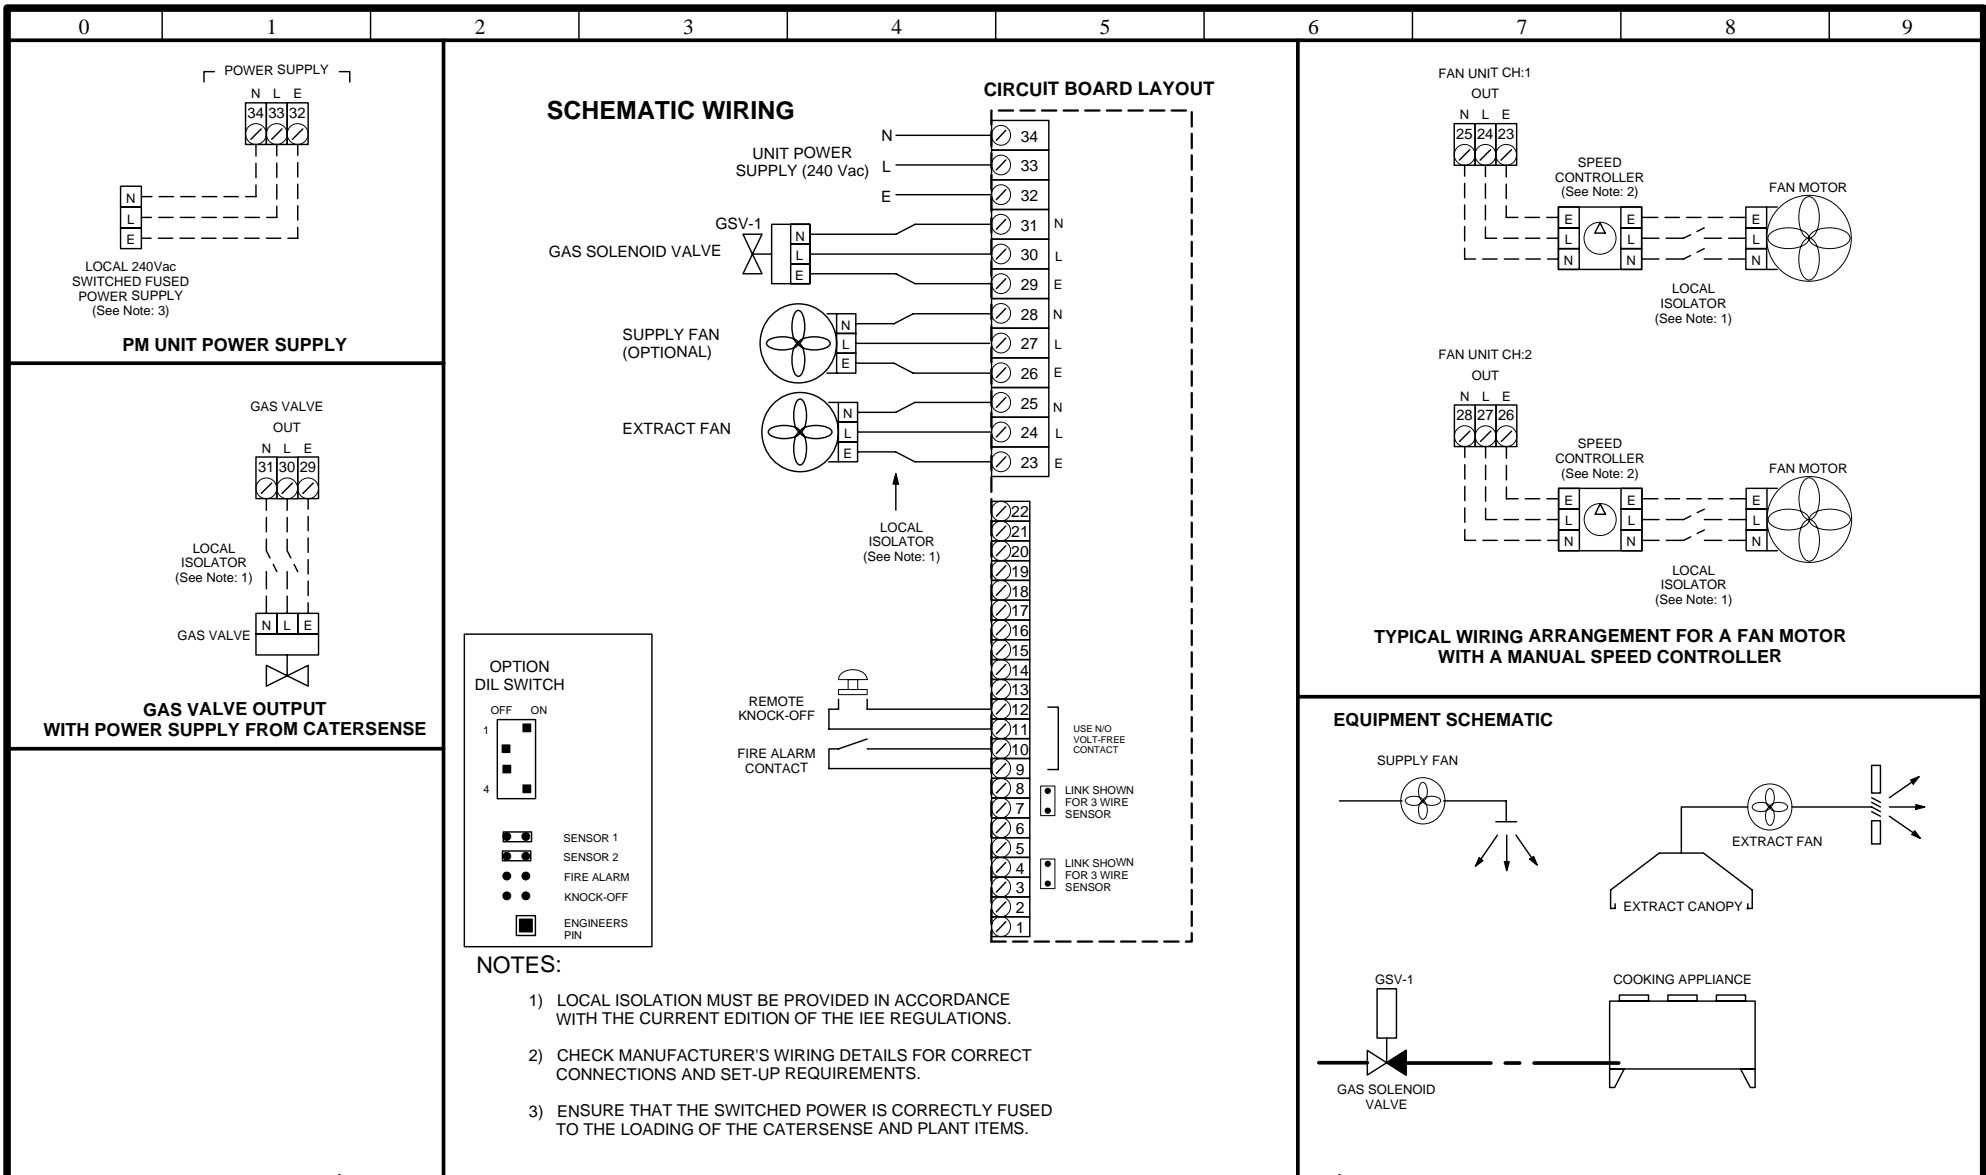 0 1 2 3 4 5 6 7 8 9
POWER SUPPLY
N L E
34 33 32
N
L
E
LOCAL 240Vac
SWITCHED FUSED
POWER SUPPLY
(See Note: 3)
PM UNIT POWER SUPPLY
GAS VALVE
OUT
N L E
31 30 29
LOCAL
ISOLATOR
(See Note: 1)
N L E
GAS VALVE
GAS VALVE OUTPUT
WITH POWER SUPPLY FROM CATERSENSE
SCHEMATIC WIRING
CIRCUIT BOARD LAYOUT
UNIT POWER
SUPPLY (240 Vac)
N
L
E
34
33
32
GSV-1
GAS SOLENOID VALVE
N
L
E
31 N
30 L
29 E
SUPPLY FAN
(OPTIONAL)
N
L
E
28 N
27 L
26 E
EXTRACT FAN
N
L
E
25 N
24 L
23 E
LOCAL
ISOLATOR
(See Note: 1)
22
21
20
19
18
17
16
15
14
13
12
11
10
9
8
7
6
5
4
3
2
1
REMOTE
KNOCK-OFF
FIRE ALARM
CONTACT
USE N/O
VOLT-FREE
CONTACT
LINK SHOWN
FOR 3 WIRE
SENSOR
LINK SHOWN
FOR 3 WIRE
SENSOR
OPTION
DIL SWITCH
OFF ON
1
4
SENSOR 1
SENSOR 2
FIRE ALARM
KNOCK-OFF
ENGINEERS
PIN
NOTES:
1) LOCAL ISOLATION MUST BE PROVIDED IN ACCORDANCE
WITH THE CURRENT EDITION OF THE IEE REGULATIONS.
2) CHECK MANUFACTURER'S WIRING DETAILS FOR CORRECT
CONNECTIONS AND SET-UP REQUIREMENTS.
3) ENSURE THAT THE SWITCHED POWER IS CORRECTLY FUSED
TO THE LOADING OF THE CATERSENSE AND PLANT ITEMS.
FAN UNIT CH:1
OUT
N L E
25 24 23
SPEED
CONTROLLER
(See Note: 2)
FAN MOTOR
E E E
L L L
N N N
LOCAL
ISOLATOR
(See Note: 1)
FAN UNIT CH:2
OUT
N L E
28 27 26
SPEED
CONTROLLER
(See Note: 2)
FAN MOTOR
E E E
L L L
N N N
LOCAL
ISOLATOR
(See Note: 1)
TYPICAL WIRING ARRANGEMENT FOR A FAN MOTOR
WITH A MANUAL SPEED CONTROLLER
EQUIPMENT SCHEMATIC
SUPPLY FAN
EXTRACT FAN
EXTRACT CANOPY
GSV-1
COOKING APPLIANCE
GAS SOLENOID
VALVE